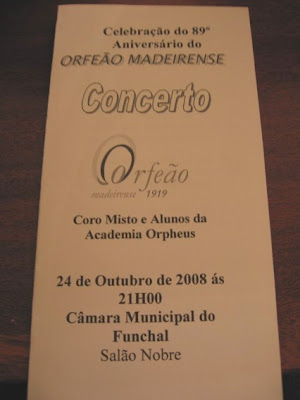 Celebração do 89º
Aniversário do
ORFEÃO MADEIRENSE
Concerto
Orfeão
madeirense 1919
Coro Misto e Alunos da
Academia Orpheus
24 de Outubro de 2008 ás
21H00
Câmara Municipal do
Funchal
Salão Nobre